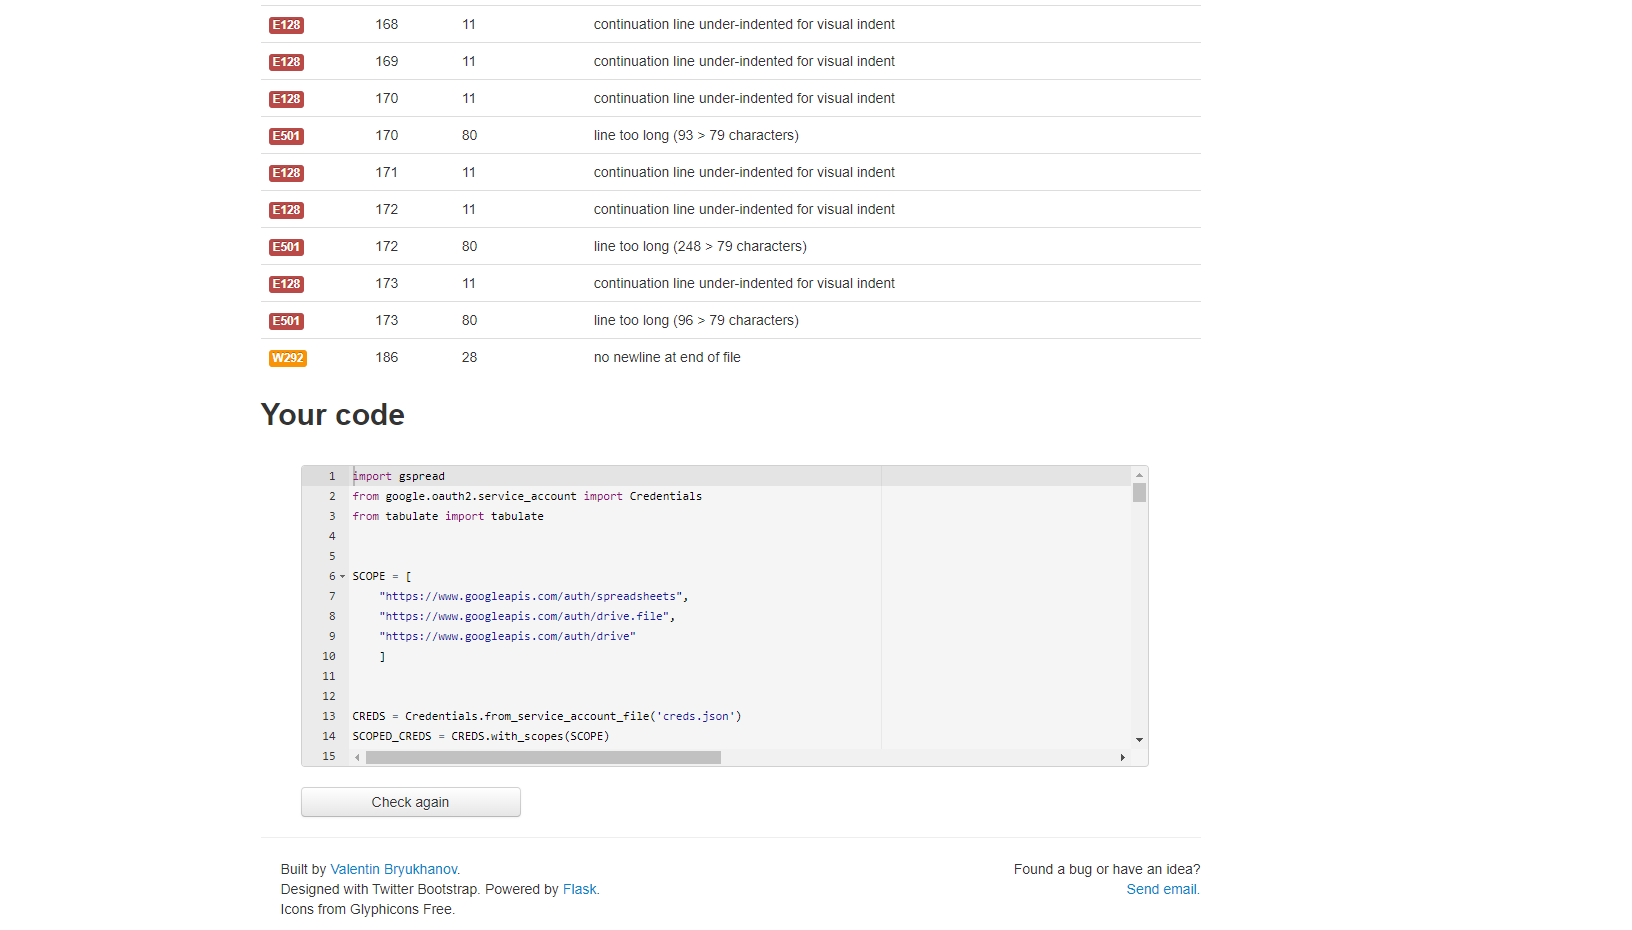 E128 168 11 continuation line under-indented for visual indent
E128 169 11 continuation line under-indented for visual indent
E128 170 11 continuation line under-indented for visual indent
E501 170 80 line too long (93 > 79 characters)
E128 171 11 continuation line under-indented for visual indent
E128 172 11 continuation line under-indented for visual indent
E501 172 80 line too long (248 > 79 characters)
E128 173 11 continuation line under-indented for visual indent
E501 173 80 line too long (96 > 79 characters)
W292 186 28 no newline at end of file
Your code
1 import gspread
2 from google.oauth2.service_account import Credentials
3 from tabulate import tabulate
4
5
6 SCOPE = [
7 "https://www.googleapis.com/auth/spreadsheets",
8 "https://www.googleapis.com/auth/drive.file",
9 "https://www.googleapis.com/auth/drive"
10 ]
11
12
13 CREDS = Credentials.from_service_account_file('creds.json')
14 SCOPED_CREDS = CREDS.with_scopes(SCOPE)
15
Check again
Built by Valentin Bryukhanov.
Designed with Twitter Bootstrap. Powered by Flask.
Icons from Glyphicons Free.
Found a bug or have an idea?
Send email.